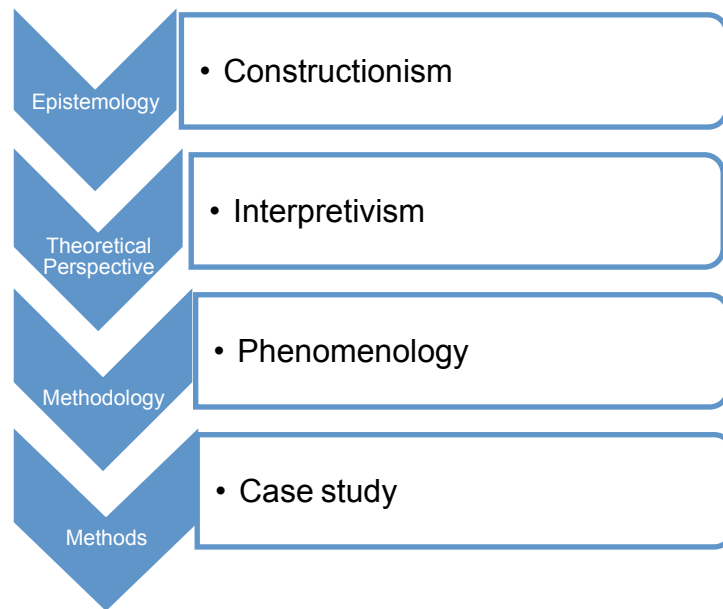 Epistemology
• Constructionism
Theoretical
Perspective
• Interpretivism
Methodology
• Phenomenology
Methods
• Case study